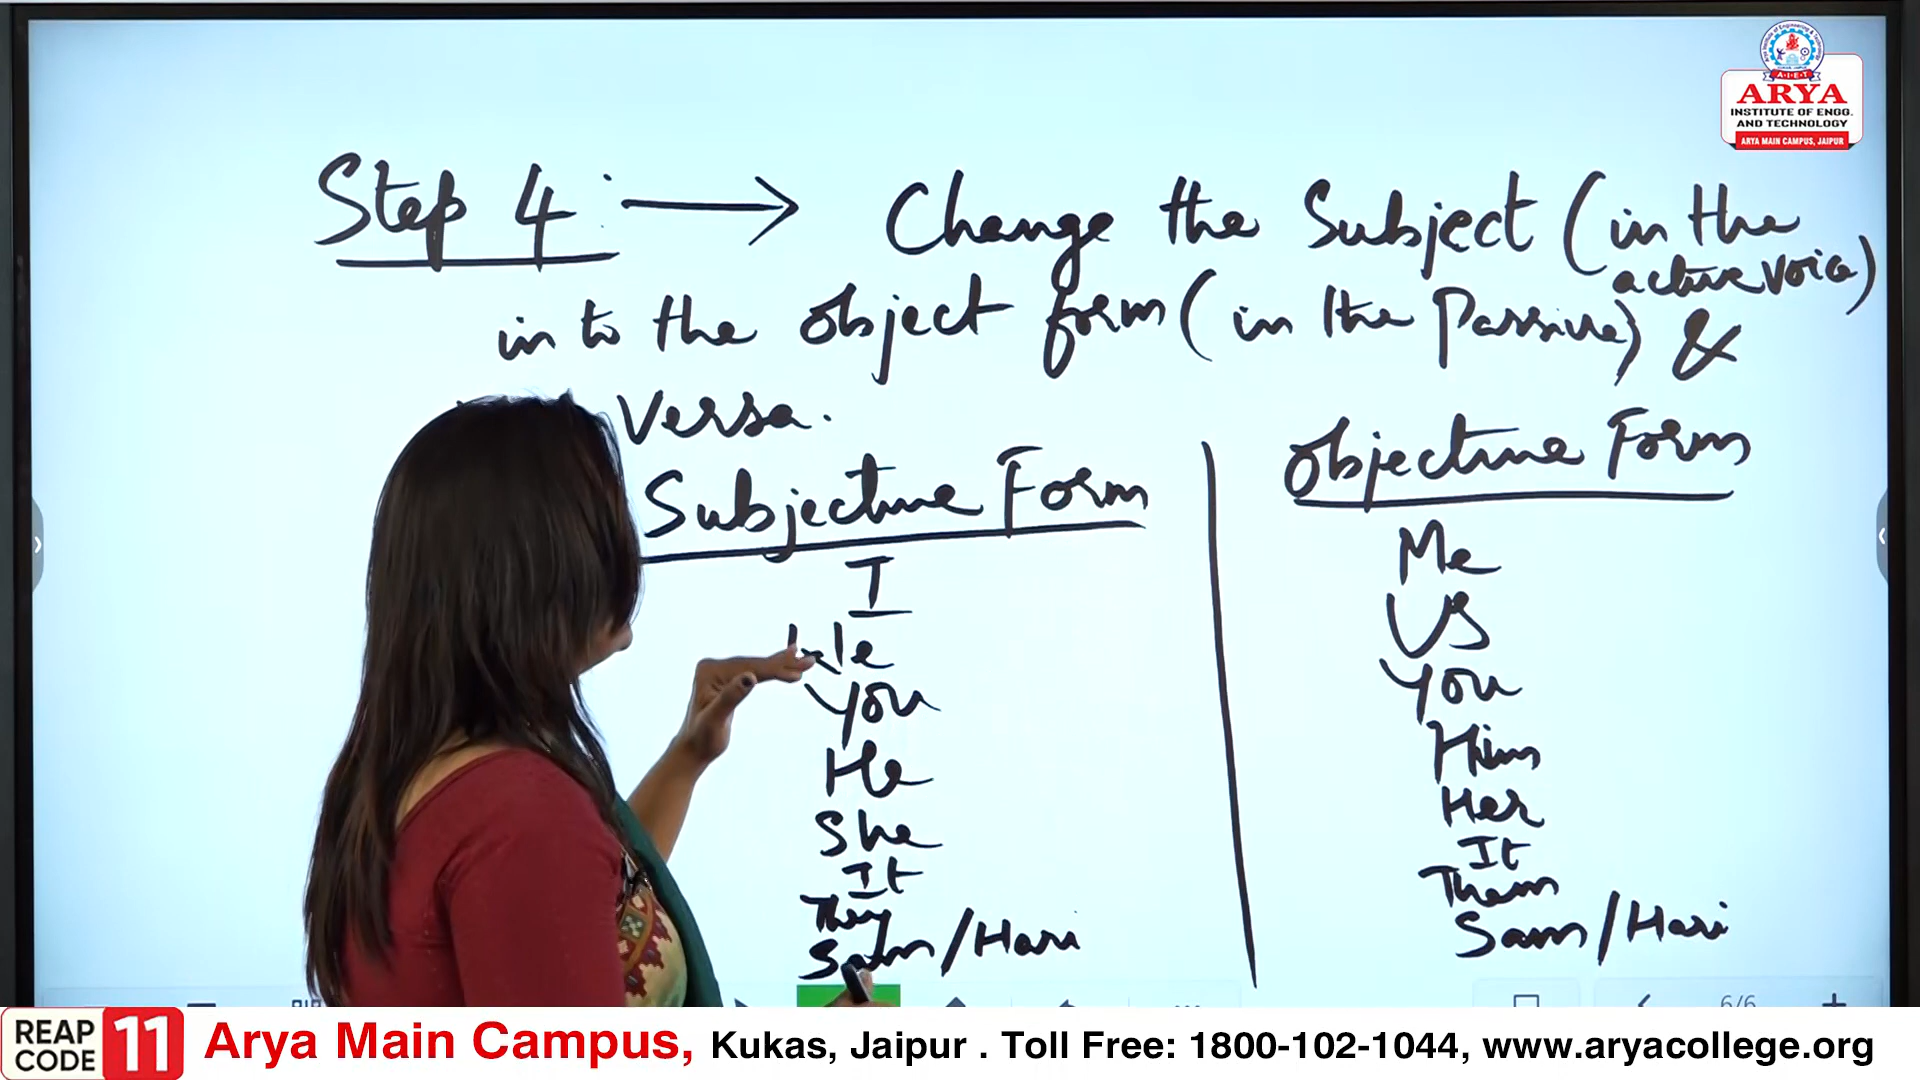 ARYA
INSTITUTE OF ENGG.
AND TECHNOLOGY
ARYA MAIN CAMPUS, JAIPUR
A·I·E·T
Step 4: → Change the Subject (in the
active voice)
in to the object form (in the Passive) &
Versa.
Subjective Form
I
We
You
He
She
It
They
Sam/Hari
Objective Form
Me
US
You
Him
Her
It
Them
Sam/Hari
6/6
REAP
CODE
11
Arya Main Campus, Kukas, Jaipur . Toll Free: 1800-102-1044, www.aryacollege.org